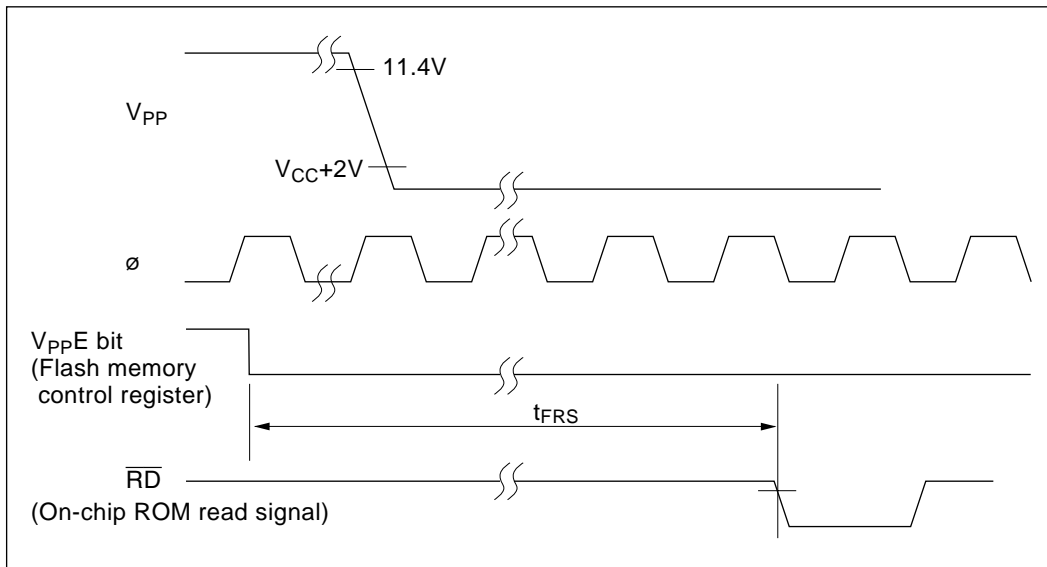 11.4V
VPP
VCC+2V
ø
VPPE bit
(Flash memory
control register)
tFRS
RD
(On-chip ROM read signal)